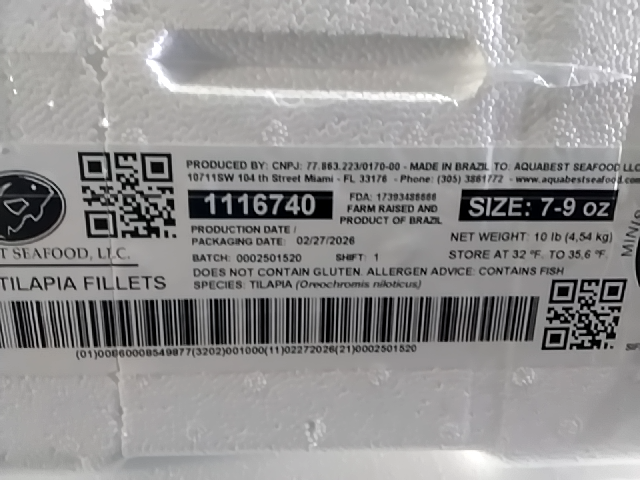 PRODUCED BY: CNPJ: 77.863.223/0170-00 - MADE IN BRAZIL TO: AQUABEST SEAFOOD LLC
10711SW 104 th Street Miami - FL 33176 - Phone: (305) 3861772 - www.aquabestseafood.
1116740
FDA: 17393486666
FARM RAISED AND
PRODUCT OF BRAZIL
SIZE: 7-9 oz
PRODUCTION DATE /
PACKAGING DATE: 02/27/2026
NET WEIGHT: 10 lb (4,54 kg)
BATCH: 0002501520 SHIFT: 1
STORE AT 32 °F. TO 35,6 °F.
DOES NOT CONTAIN GLUTEN. ALLERGEN ADVICE: CONTAINS FISH
SPECIES: TILAPIA (Oreochromis niloticus)
T SEAFOOD, LLC.
TILAPIA FILLETS
(01)00860008549877(3202)001000(11)02272026(21)0002501520